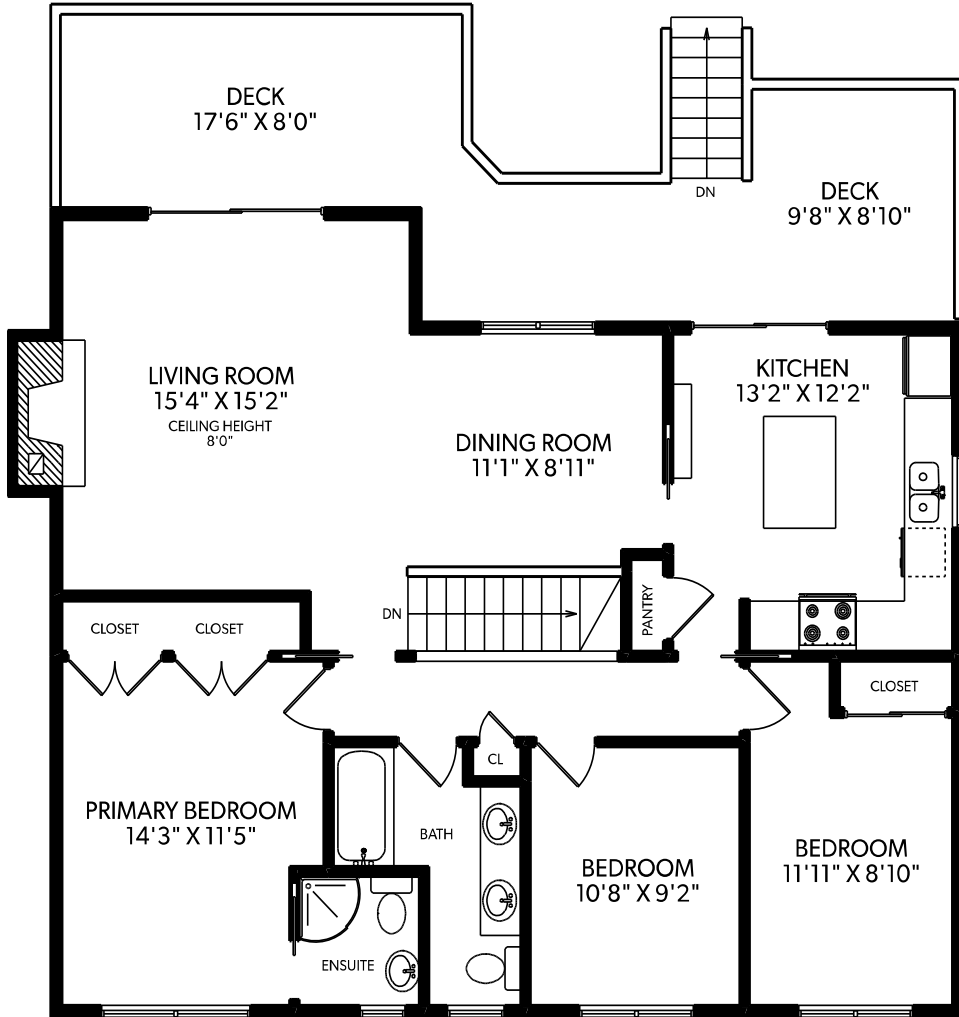 DECK
17'6" X 8'0"
DN
DECK
9'8" X 8'10"
LIVING ROOM
15'4" X 15'2"
CEILING HEIGHT
8'0"
KITCHEN
13'2" X 12'2"
DINING ROOM
11'1" X 8'11"
DN
PANTRY
CLOSET
CLOSET
CLOSET
CL
PRIMARY BEDROOM
14'3" X 11'5"
BATH
BEDROOM
10'8" X 9'2"
BEDROOM
11'11" X 8'10"
ENSUITE